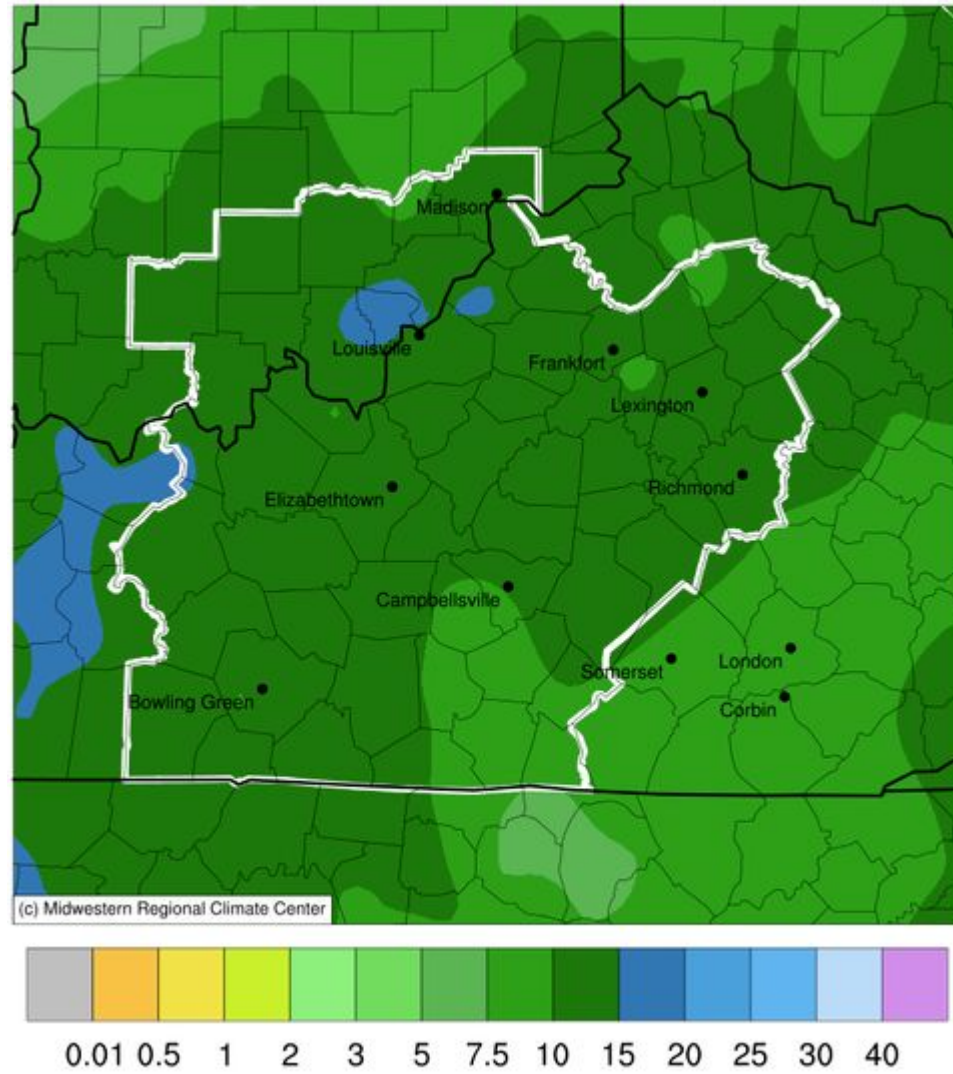 Madison
Louisville
Frankfort
Lexington
Elizabethtown
Richmond
Campbellsville
Somerset
London
Bowling Green
Corbin
(c) Midwestern Regional Climate Center
0.01 0.5 1 2 3 5 7.5 10 15 20 25 30 40